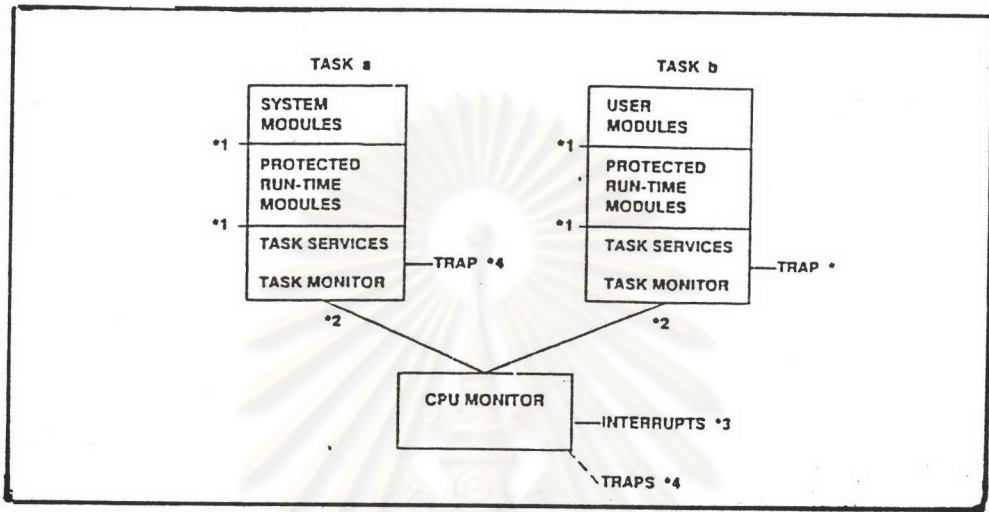 TASK a
SYSTEM
MODULES
*1
PROTECTED
RUN-TIME
MODULES
*1
TASK SERVICES
TRAP *4
TASK MONITOR
*2
TASK b
USER
MODULES
*1
PROTECTED
RUN-TIME
MODULES
*1
TASK SERVICES
TRAP *
TASK MONITOR
*2
CPU MONITOR
INTERRUPTS *3
TRAPS *4